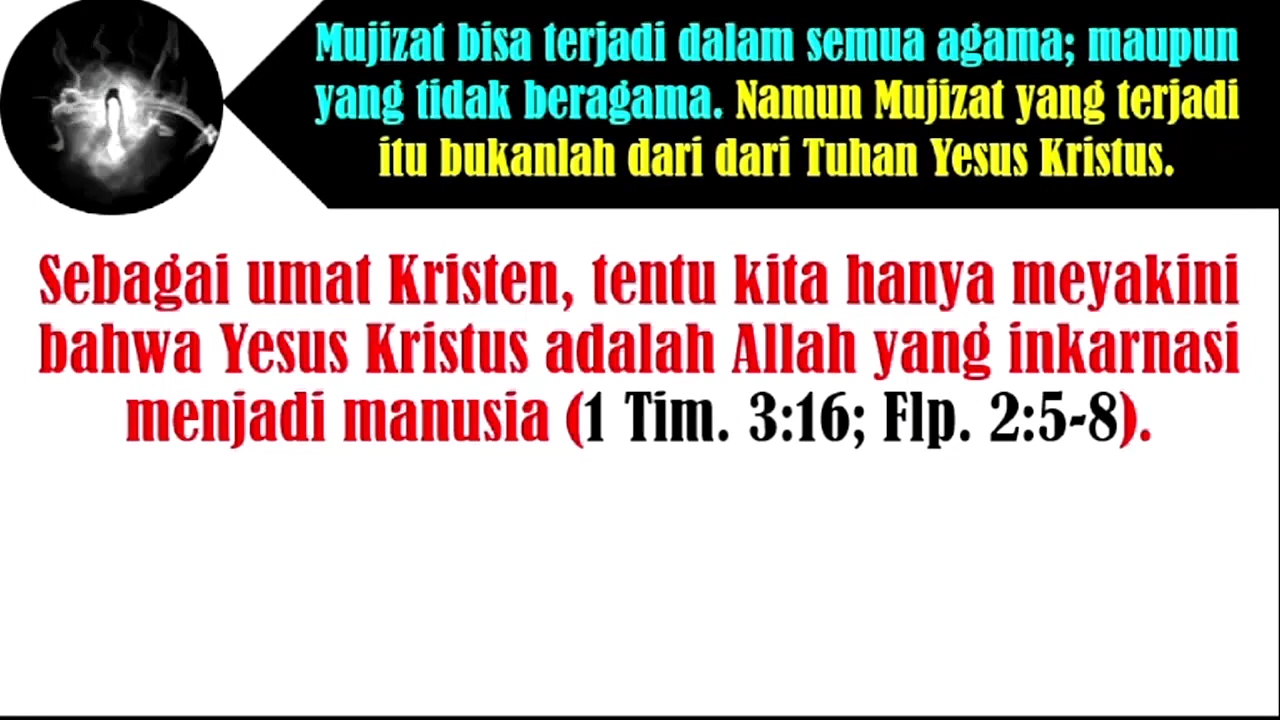 Mujizat bisa terjadi dalam semua agama; maupun
yang tidak beragama. Namun Mujizat yang terjadi
itu bukanlah dari dari Tuhan Yesus Kristus.
Sebagai umat Kristen, tentu kita hanya meyakini
bahwa Yesus Kristus adalah Allah yang inkarnasi
menjadi manusia (1 Tim. 3:16; Flp. 2:5-8).